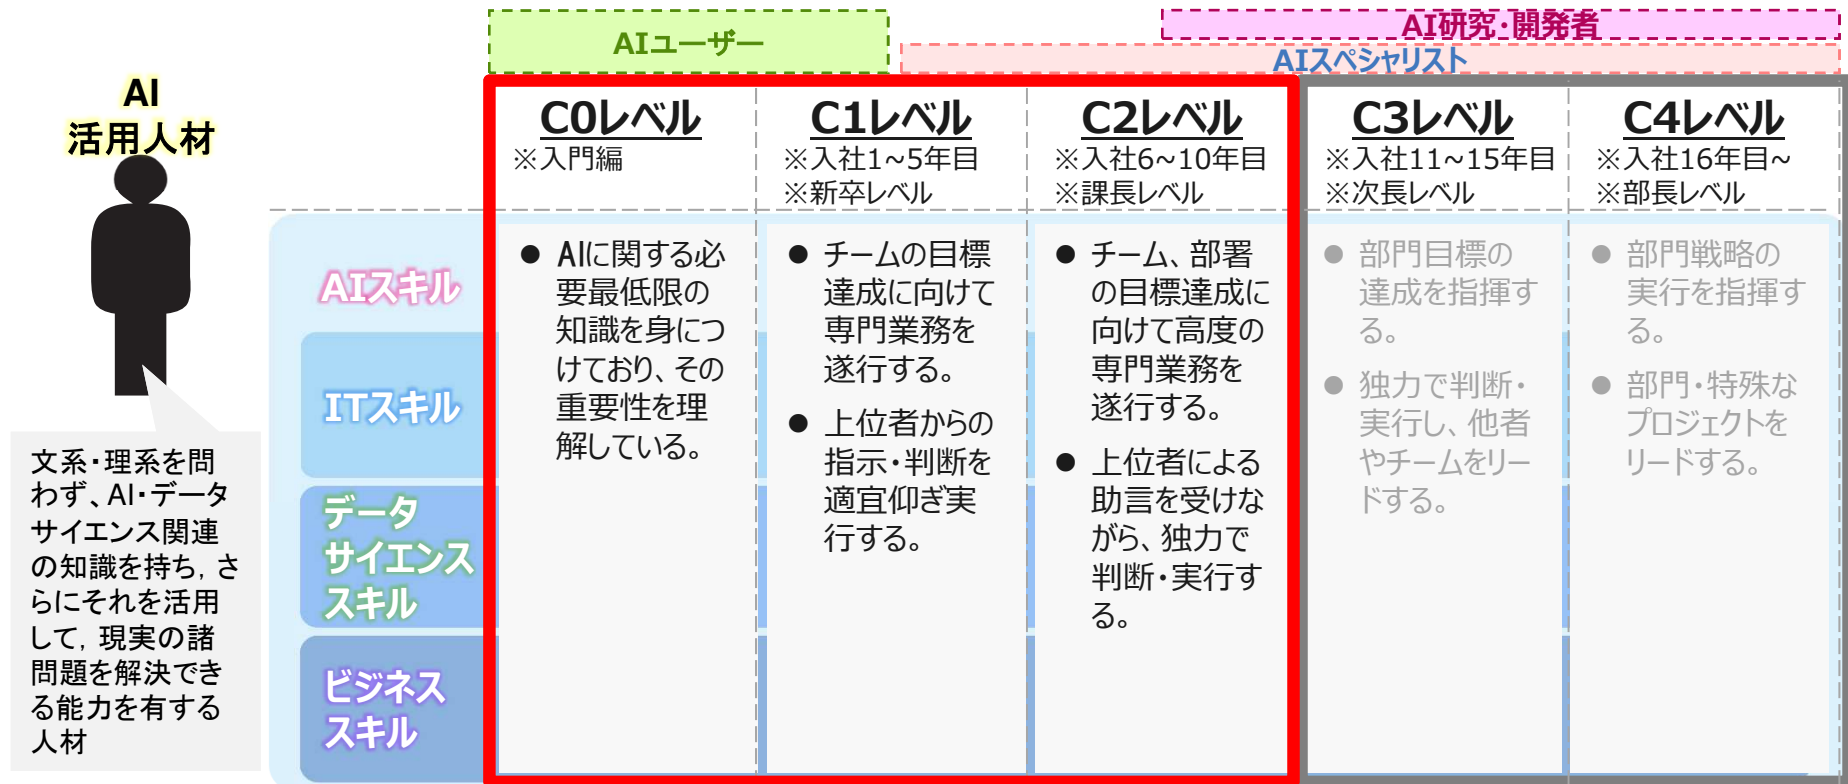 AI研究・開発者
AIユーザー
AIスペシャリスト
AI
活用人材
C0レベル
※入門編
C1レベル
※入社1~5年目
※新卒レベル
C2レベル
※入社6~10年目
※課長レベル
C3レベル
※入社11~15年目
※次長レベル
C4レベル
※入社16年目~
※部長レベル
AIスキル
ITスキル
データ
サイエンス
スキル
ビジネス
スキル
● AIに関する必
要最低限の
知識を身につ
けており、その
重要性を理
解している。
● チームの目標
達成に向けて
専門業務を
遂行する。
● 上位者からの
指示・判断を
適宜仰ぎ実
行する。
● チーム、部署
の目標達成に
向けて高度の
専門業務を
遂行する。
● 上位者による
助言を受けな
がら、独力で
判断・実行す
る。
● 部門目標の
達成を指揮す
る。
● 独力で判断・
実行し、他者
やチームをリー
ドする。
● 部門戦略の
実行を指揮す
る。
● 部門・特殊な
プロジェクトを
リードする。
文系・理系を問
わず、AI・データ
サイエンス関連
の知識を持ち，さ
らにそれを活用
して，現実の諸
問題を解決でき
る能力を有する
人材